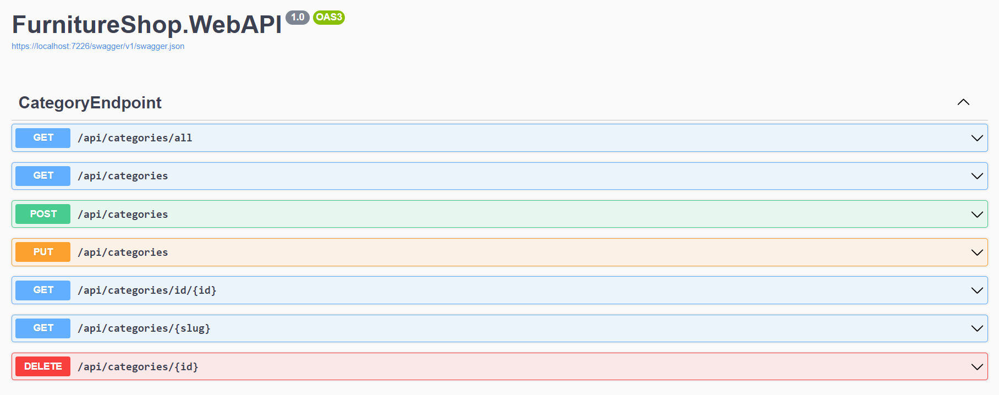 FurnitureShop.WebAPI 1.0 OAS3
https://localhost:7226/swagger/v1/swagger.json
CategoryEndpoint
GET /api/categories/all
GET /api/categories
POST /api/categories
PUT /api/categories
GET /api/categories/id/{id}
GET /api/categories/{slug}
DELETE /api/categories/{id}